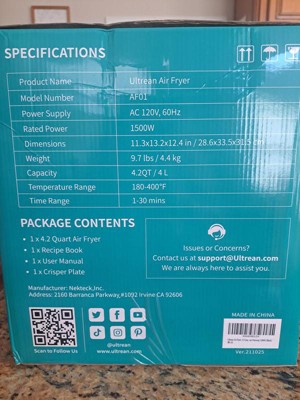 SPECIFICATIONS
Product Name Ultrean Air Fryer
Model Number AF01
Power Supply AC 120V, 60Hz
Rated Power 1500W
Dimensions 11.3x13.2x12.4 in / 28.6x33.5x31.5 cm
Weight 9.7 lbs / 4.4 kg
Capacity 4.2QT / 4 L
Temperature Range 180-400°F
Time Range 1-30 mins
PACKAGE CONTENTS
• 1 x 4.2 Quart Air Fryer
• 1 x Recipe Book
• 1 x User Manual
• 1 x Crisper Plate
Issues or Concerns?
Contact us at support@Ultrean.com
We are always here to assist you.
Manufacturer: Nekteck,Inc.
Address: 2160 Barranca Parkway,#1092 Irvine CA 92606
@ultrean
www.ultrean.com
Scan to Follow Us
MADE IN CHINA
Ver.211025